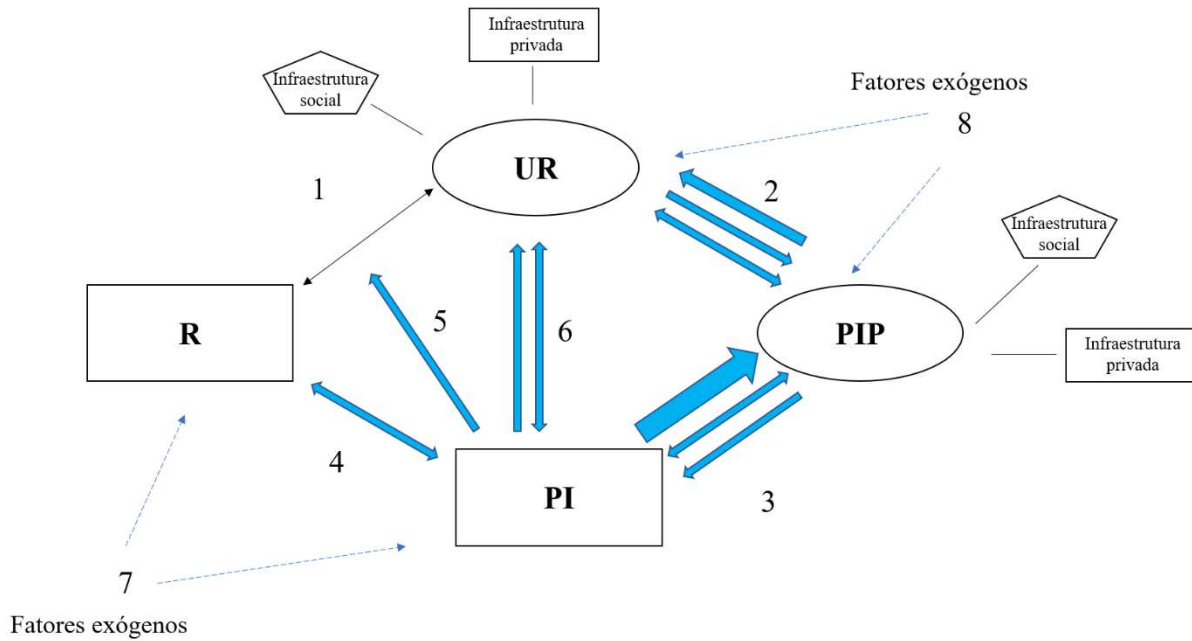 Infraestrutura
privada
Infraestrutura
social
Fatores exógenos
8
UR
1
2
Infraestrutura
social
R
5
6
PIP
Infraestrutura
privada
4
PI
3
7
Fatores exógenos